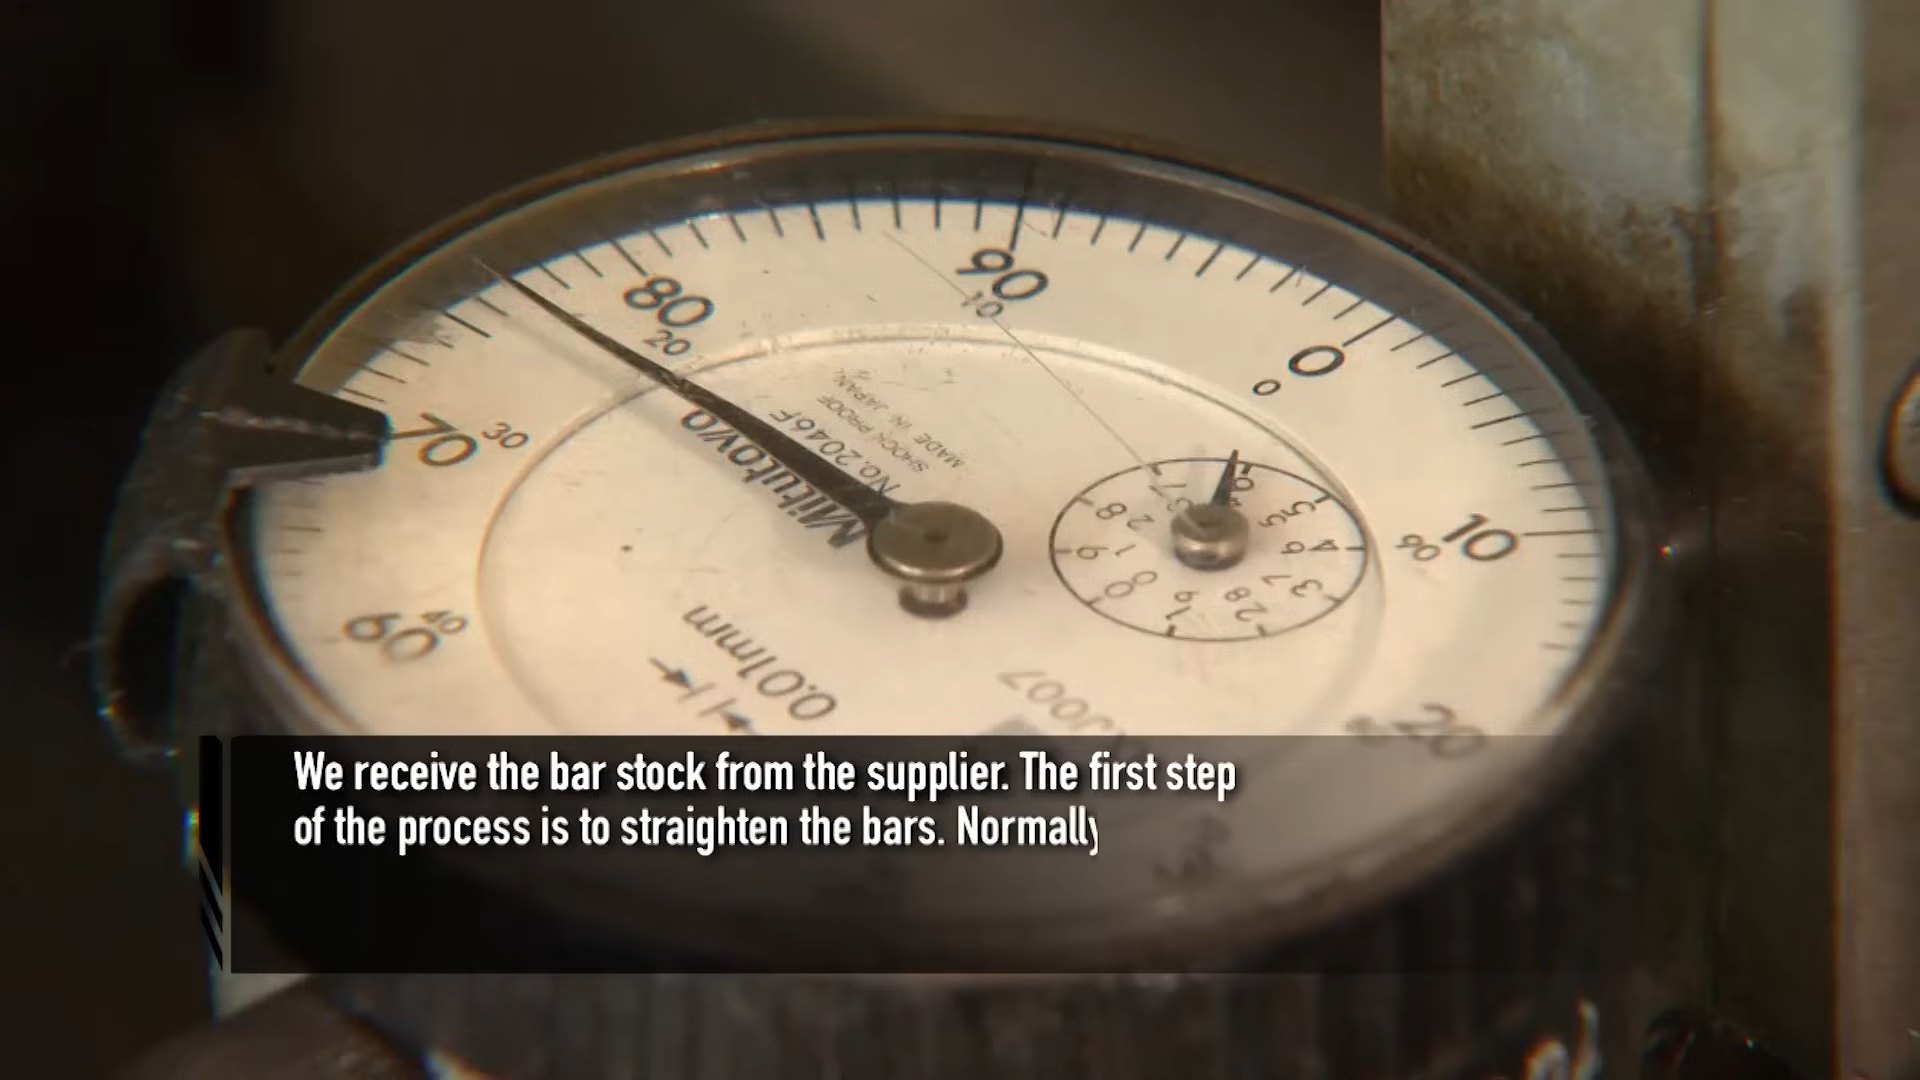 90
10
80
20
0
0
70
30
10
90
60
40
20
Mitutoyo
NO.2046F
SHOCK PROOF
MADE IN JAPAN
0.01mm
We receive the bar stock from the supplier. The first step
of the process is to straighten the bars. Normally